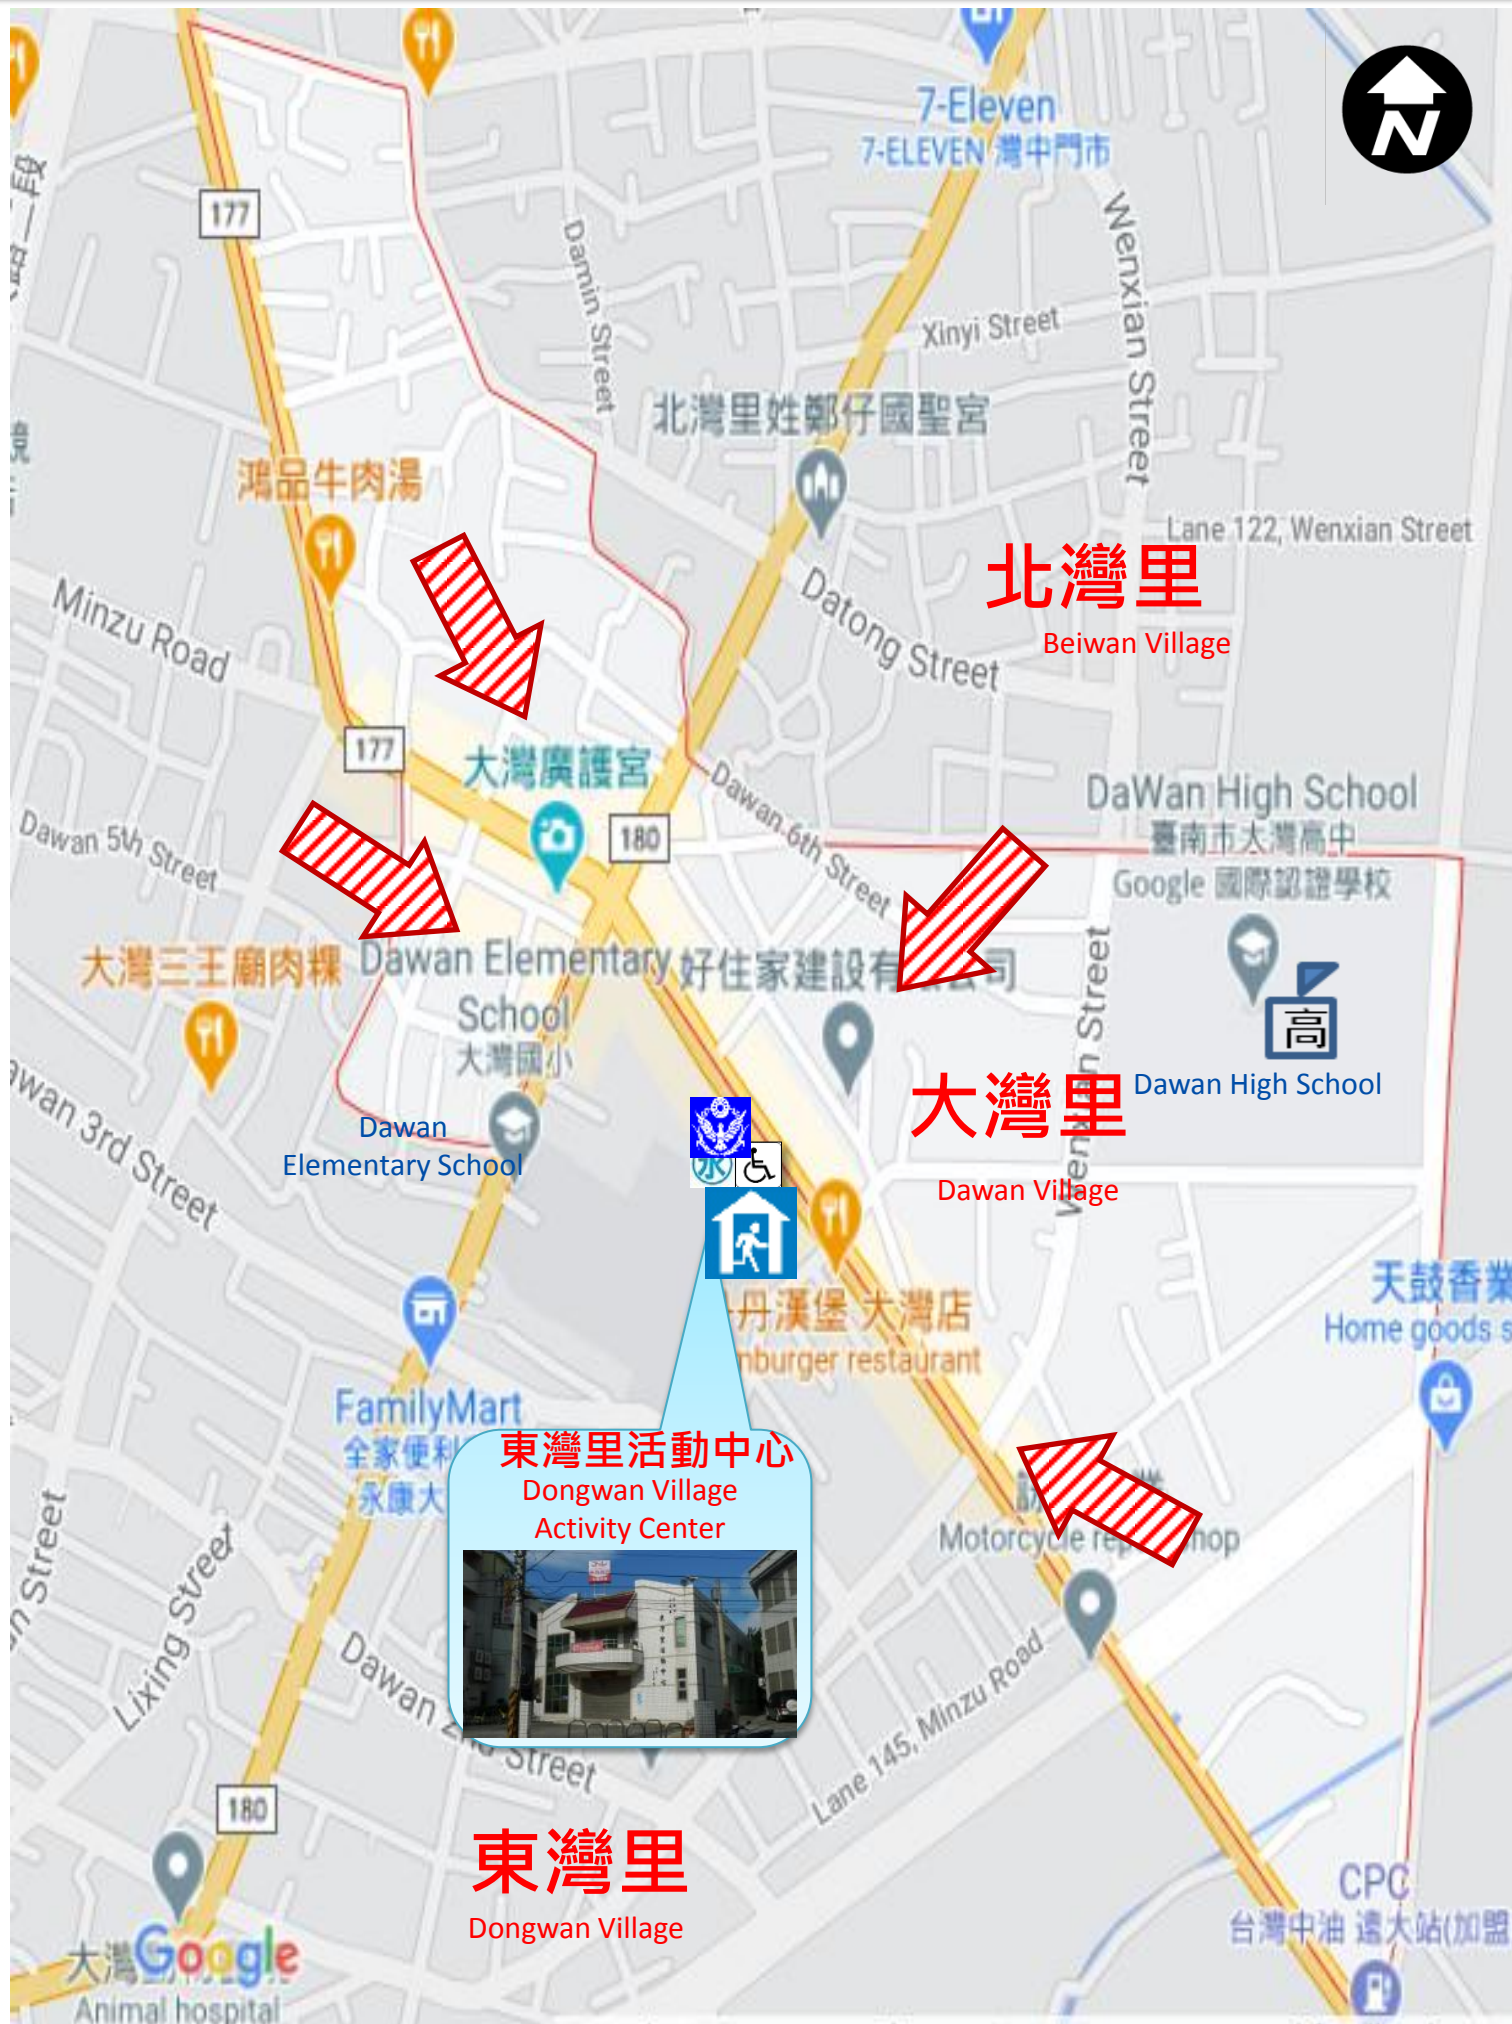 7-Eleven
7-ELEVEN 灣中門市
N
177
Damin Street
Wenxian Street
Xinyi Street
北灣里姓鄭仔國聖宮
鴻品牛肉湯
Lane 122, Wenxian Street
北灣里
Beiwan Village
Minzu Road
Datong Street
177
大灣廣護宮
Dawan 6th Street
DaWan High School
臺南市大灣高中
Google 國際認證學校
180
Dawan 5th Street
大灣三王廟肉粿
Dawan Elementary
School
大灣國小
好住家建設有
司
Wenxian Street
高
Dawan High School
大灣里
Dawan Village
Dawan
Elementary School
水
3rd Street
丹漢堡 大灣店
restaurant
天鼓香業
Home goods
FamilyMart
全家便利
永康大
東灣里活動中心
Dongwan Village
Activity Center
Motorcycle
Street
Lixing Street
Dawan 2nd Street
Lane 145, Minzu Road
180
東灣里
Dongwan Village
CPC
台灣中油 遠大站(加盟
大灣
Google
Animal hospital